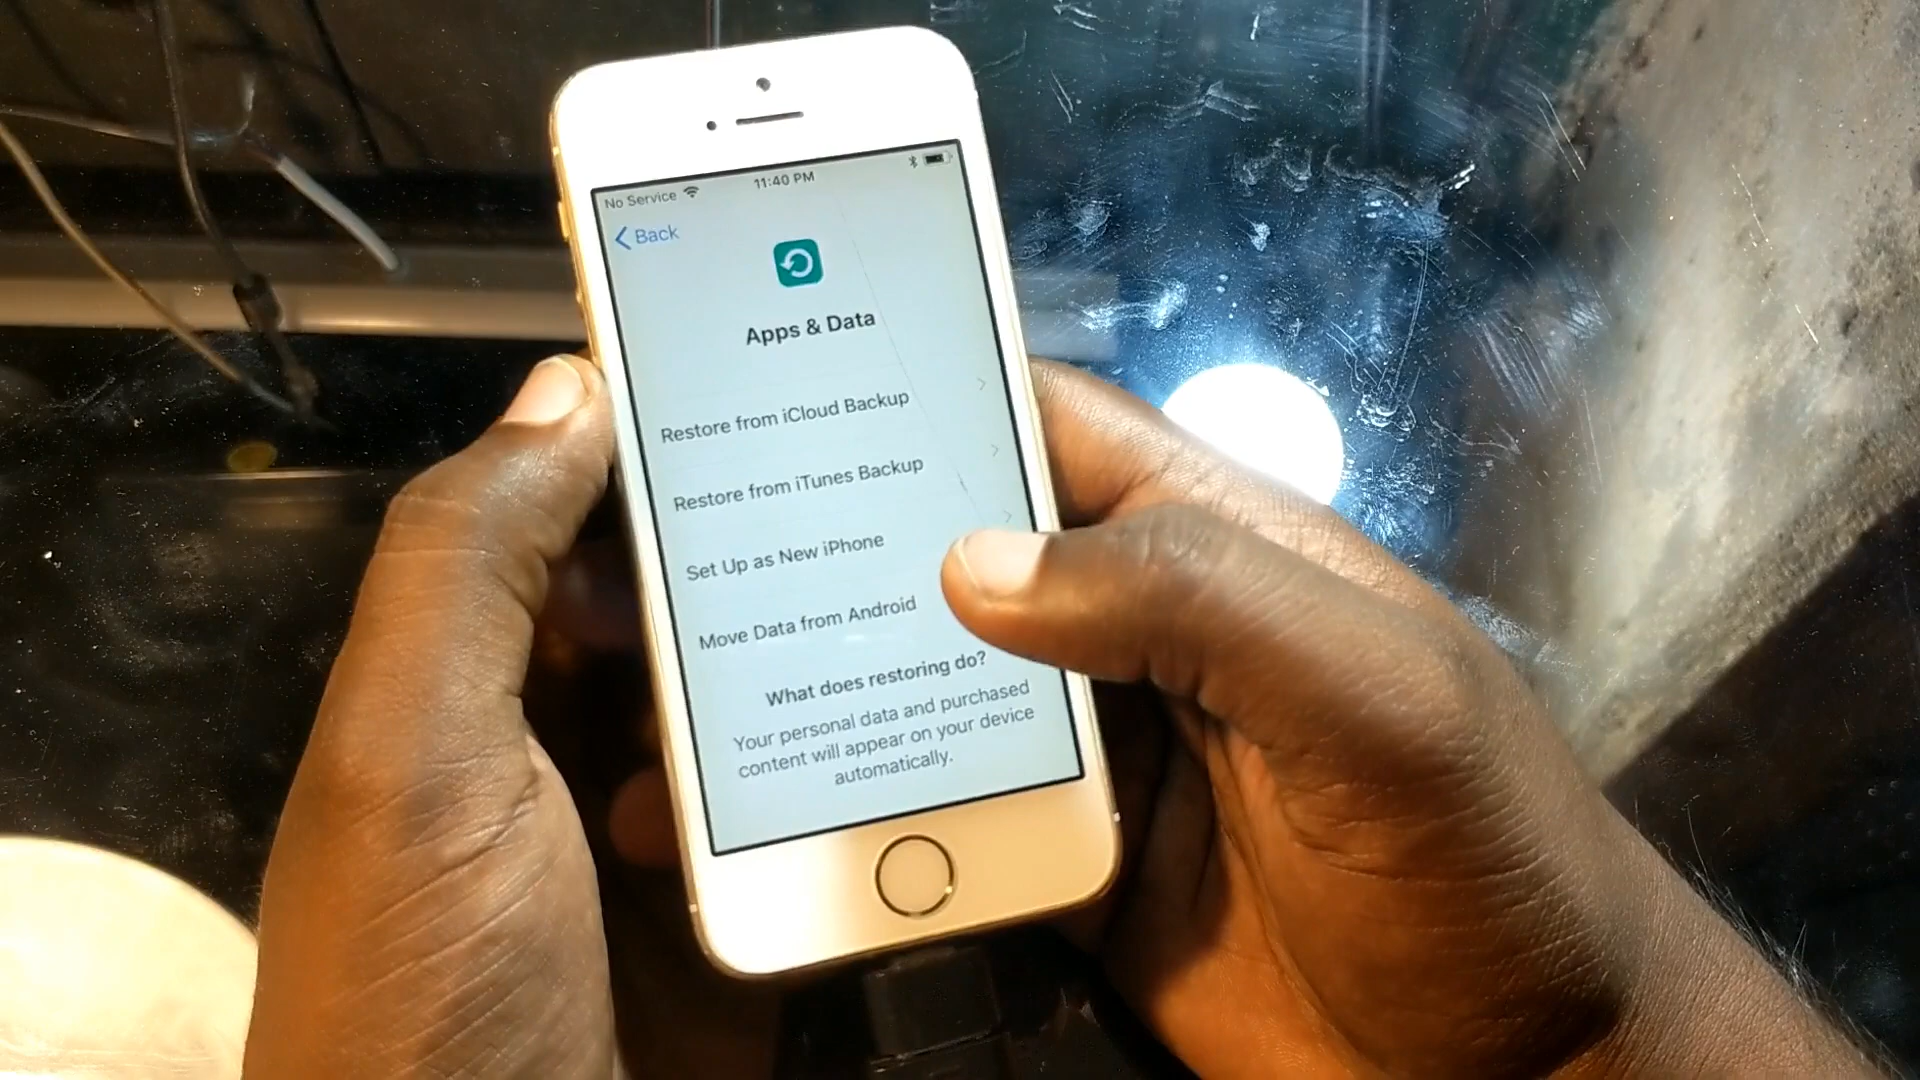 No Service 11:40 PM
Back
Apps & Data
Restore from iCloud Backup
Restore from iTunes Backup
Set Up as New iPhone
Move Data from Android
What does restoring do?
Your personal data and purchased
content will appear on your device
automatically.